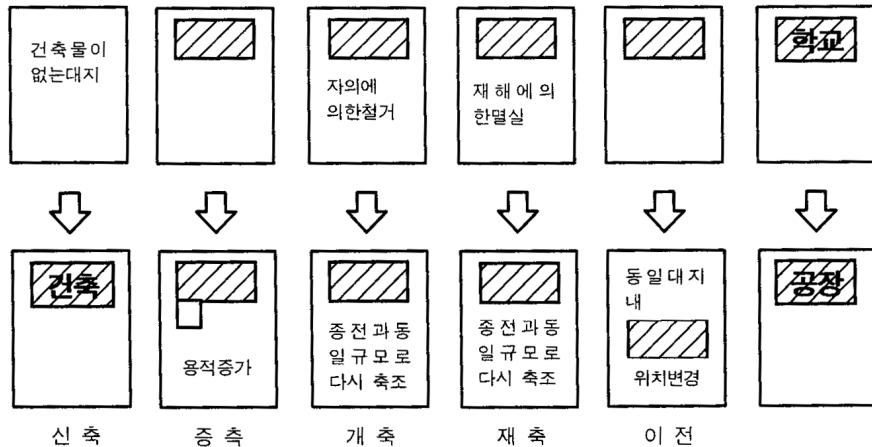 건축물이
없는대지
자의에
의한철거
재해에의
한멸실
학교
건축
용적증가
종전과동
일규모로
다시 축조
종전과동
일규모로
다시 축조
동일대지
내
위치변경
공장
신축
증측
개축
재축
이전